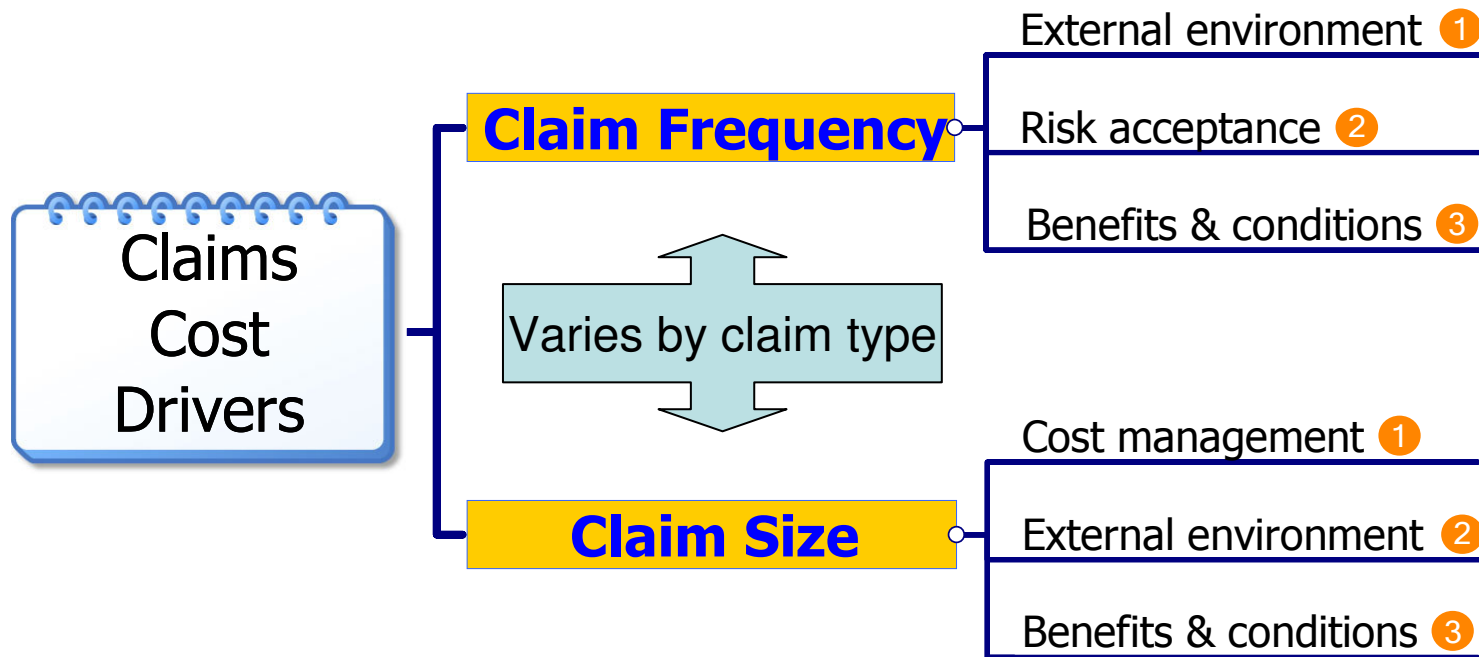 Claims
Cost
Drivers
Claim Frequency
External environment 1
Risk acceptance 2
Benefits & conditions 3
Varies by claim type
Claim Size
Cost management 1
External environment 2
Benefits & conditions 3